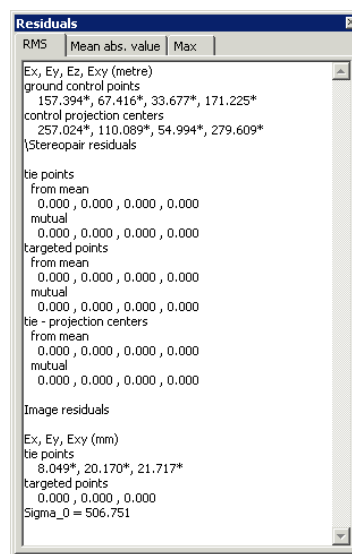 Residuals
RMS
Mean abs. value
Max
Ex, Ey, Ez, Exy (metre)
ground control points
157.394*, 67.416*, 33.677*, 171.225*
control projection centers
257.024*, 110.089*, 54.994*, 279.609*
\Stereopair residuals
tie points
from mean
0.000 , 0.000 , 0.000 , 0.000
mutual
0.000 , 0.000 , 0.000 , 0.000
targeted points
from mean
0.000 , 0.000 , 0.000 , 0.000
mutual
0.000 , 0.000 , 0.000 , 0.000
tie - projection centers
from mean
0.000 , 0.000 , 0.000 , 0.000
mutual
0.000 , 0.000 , 0.000 , 0.000
Image residuals
Ex, Ey, Exy (mm)
tie points
8.049*, 20.170*, 21.717*
targeted points
0.000 , 0.000 , 0.000
Sigma_0 = 506.751